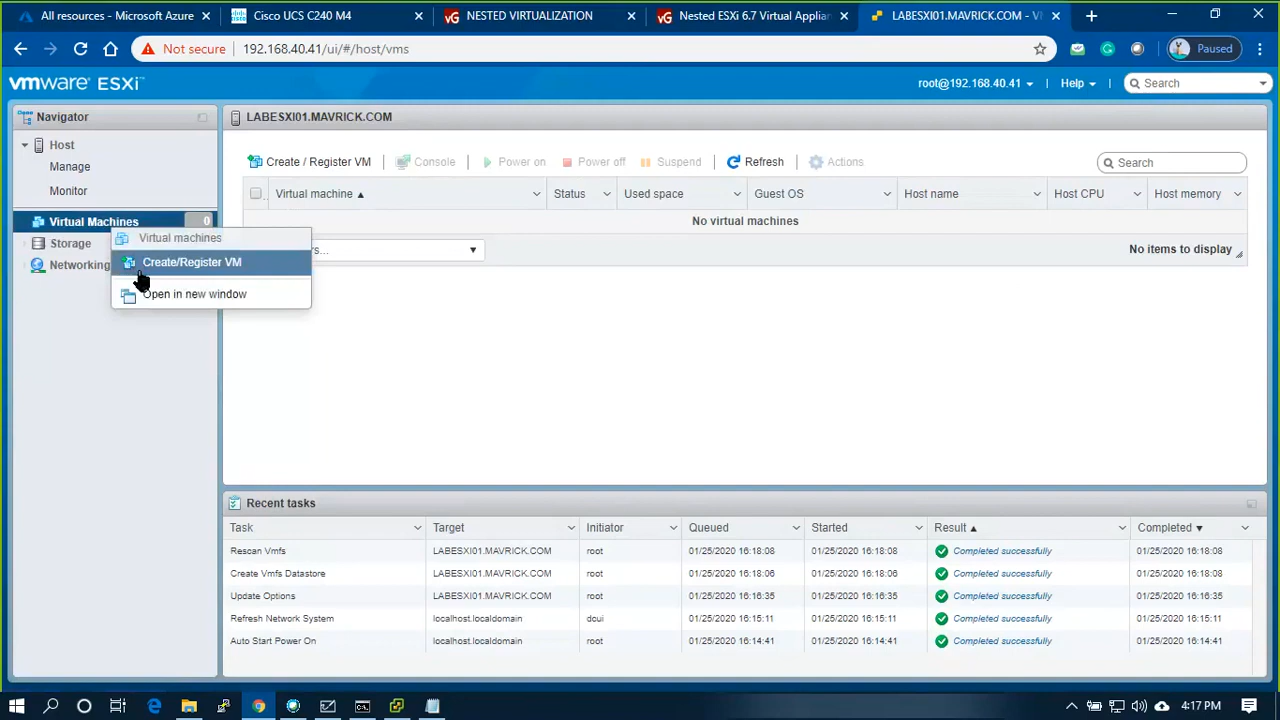 All resources - Microsoft Azure
Cisco UCS C240 M4
NESTED VIRTUALIZATION
Nested ESXi 6.7 Virtual Applian
LABESXI01.MAVRICK.COM - V
Not secure 192.168.40.41/ui/#/host/vms
Paused
vmware ESXi
root@192.168.40.41
Help
Search
Navigator
Host
Manage
Monitor
Virtual Machines 0
Storage
Networking
Virtual machines
Create/Register VM
Open in new window
LABESXI01.MAVRICK.COM
Create / Register VM Console Power on Power off Suspend Refresh Actions Search
Virtual machine Status Used space Guest OS Host name Host CPU Host memory
No virtual machines
rs...
No items to display
Recent tasks
Task Target Initiator Queued Started Result Completed
Rescan Vmfs LABESXI01.MAVRICK.COM root 01/25/2020 16:18:08 01/25/2020 16:18:08 Completed successfully 01/25/2020 16:18:08
Create Vmfs Datastore LABESXI01.MAVRICK.COM root 01/25/2020 16:18:06 01/25/2020 16:18:06 Completed successfully 01/25/2020 16:18:08
Update Options LABESXI01.MAVRICK.COM root 01/25/2020 16:16:35 01/25/2020 16:16:35 Completed successfully 01/25/2020 16:16:35
Refresh Network System localhost.localdomain dcui 01/25/2020 16:15:11 01/25/2020 16:15:11 Completed successfully 01/25/2020 16:15:11
Auto Start Power On localhost.localdomain root 01/25/2020 16:14:41 01/25/2020 16:14:41 Completed successfully 01/25/2020 16:14:41
4:17 PM